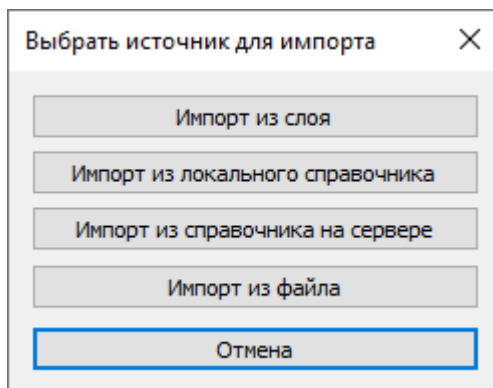 Выбрать источник для импорта
Импорт из слоя
Импорт из локального справочника
Импорт из справочника на сервере
Импорт из файла
Отмена